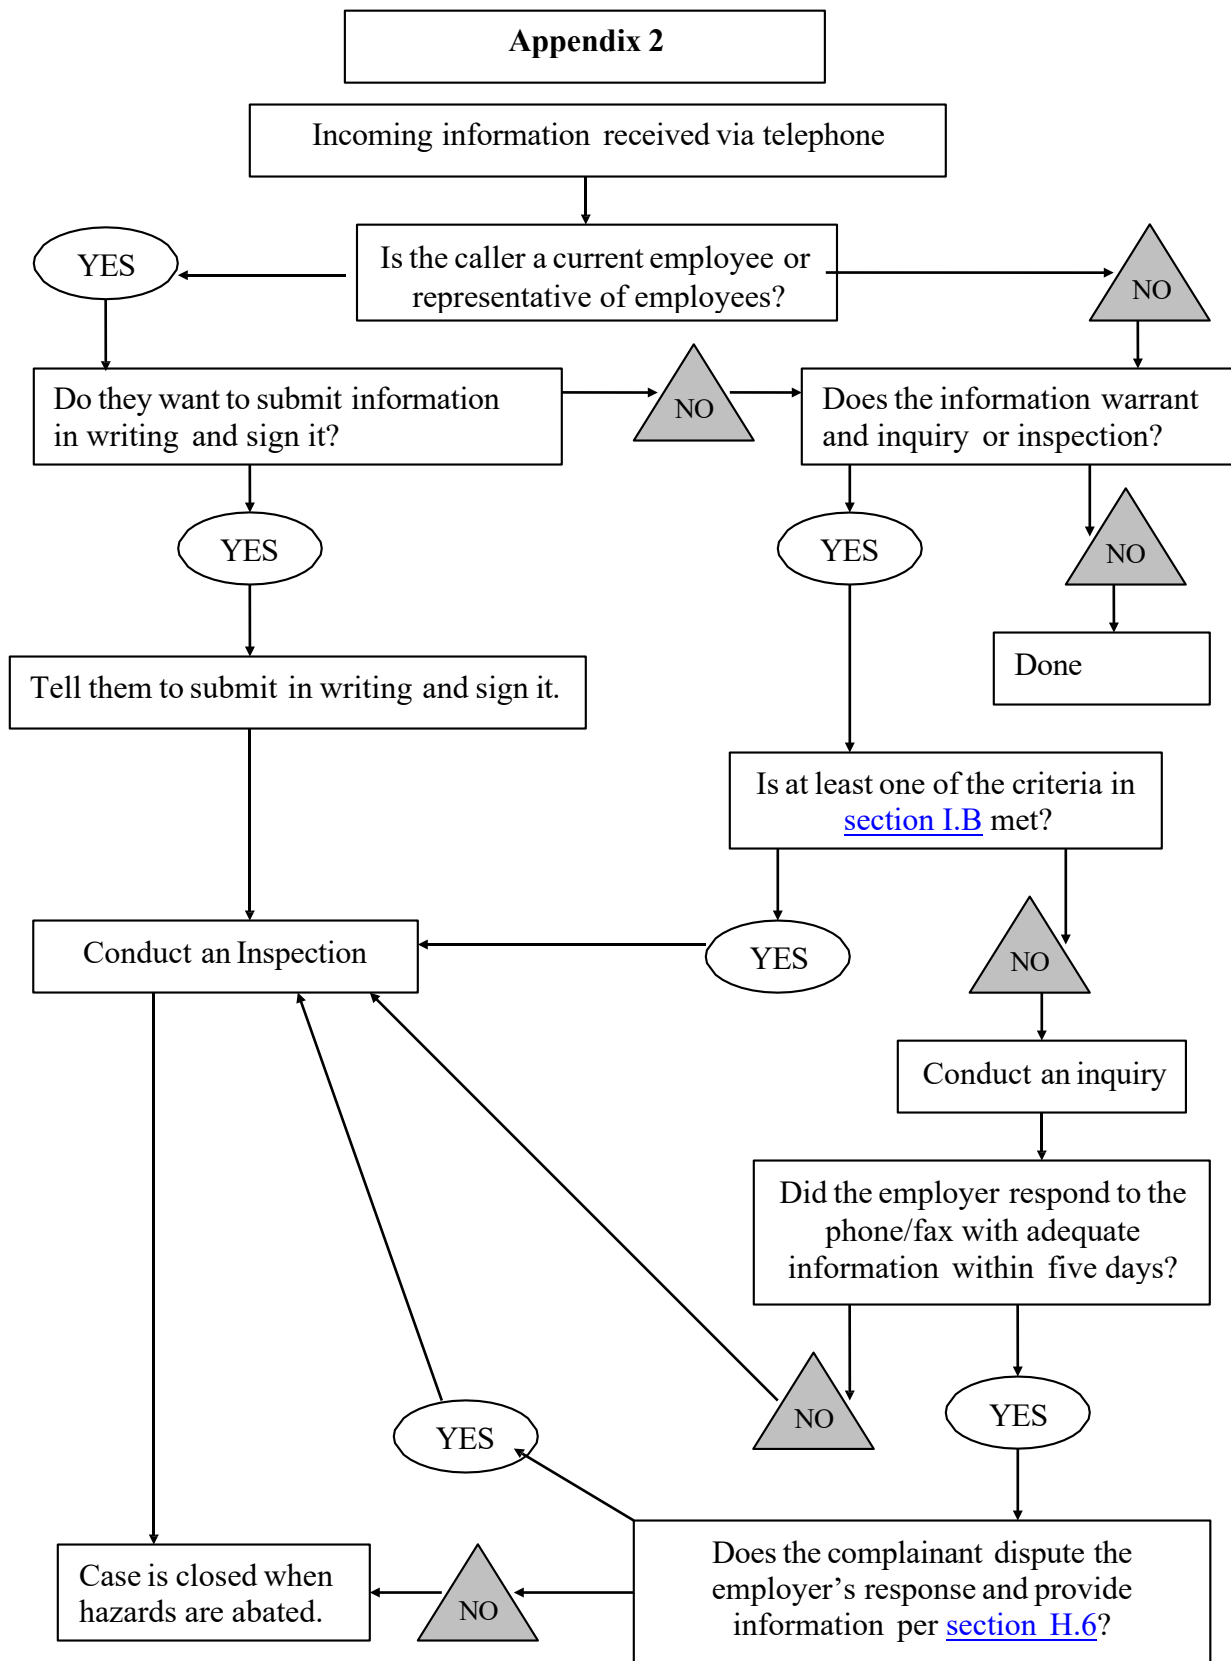 Appendix 2
Incoming information received via telephone
YES
Is the caller a current employee or
representative of employees?
NO
Do they want to submit information
in writing and sign it?
NO
Does the information warrant
and inquiry or inspection?
YES
YES
NO
Done
Tell them to submit in writing and sign it.
Is at least one of the criteria in
section I.B met?
Conduct an Inspection
YES
NO
Conduct an inquiry
Did the employer respond to the
phone/fax with adequate
information within five days?
YES
NO
YES
Case is closed when
hazards are abated.
NO
Does the complainant dispute the
employer’s response and provide
information per section H.6?